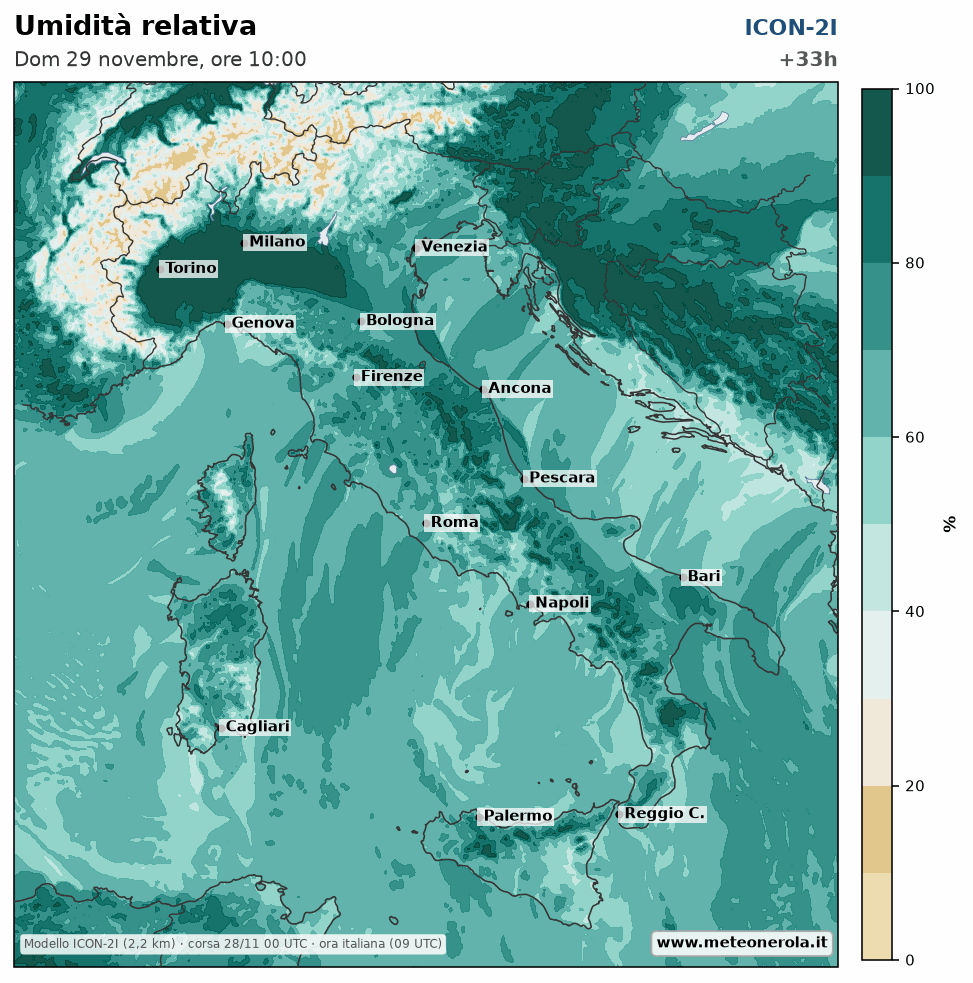 Umidità relativa
ICON-2I
Dom 29 novembre, ore 10:00
+33h
100
80
60
40
20
0
%
Milano
Venezia
Torino
Genova
Bologna
Firenze
Ancona
Pescara
Roma
Bari
Napoli
Cagliari
Palermo
Reggio C.
Modello ICON-2I (2,2 km) · corsa 28/11 00 UTC · ora italiana (09 UTC)
www.meteonerola.it